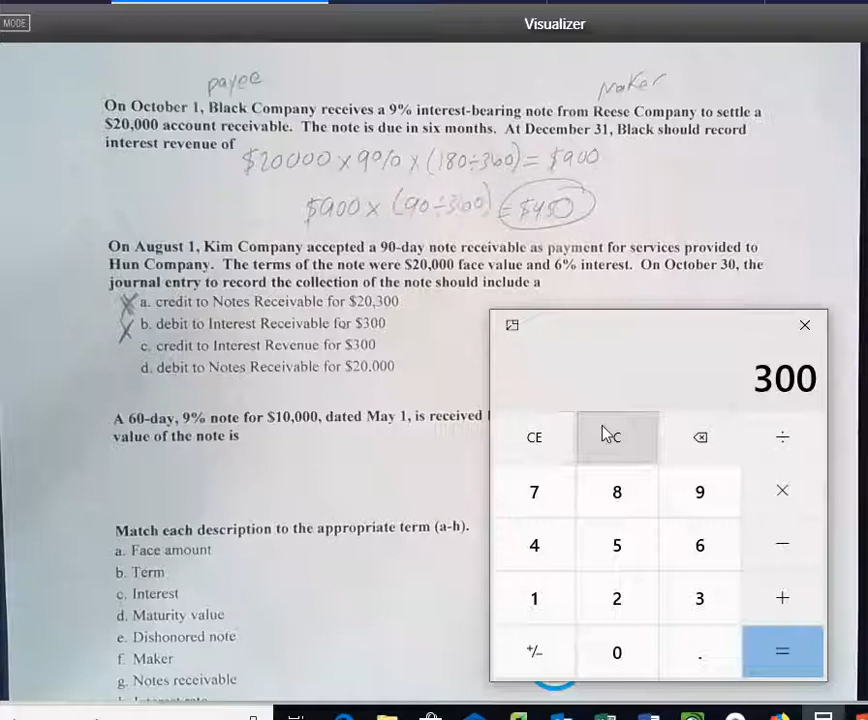 MODE
Visualizer
payee
Maker
On October 1, Black Company receives a 9% interest-bearing note from Reese Company to settle a
$20,000 account receivable. The note is due in six months. At December 31, Black should record
interest revenue of
$20000 × 9% × (180÷360) = $900
$900 × (90÷360) = $450
On August 1, Kim Company accepted a 90-day note receivable as payment for services provided to
Hun Company. The terms of the note were $20,000 face value and 6% interest. On October 30, the
journal entry to record the collection of the note should include a
a. credit to Notes Receivable for $20,300
b. debit to Interest Receivable for $300
c. credit to Interest Revenue for $300
d. debit to Notes Receivable for $20,000
300
CE
C
÷
7
8
9
×
4
5
6
−
1
2
3
+
+/-
0
.
=
A 60-day, 9% note for $10,000, dated May 1, is received
value of the note is
Match each description to the appropriate term (a-h).
a. Face amount
b. Term
c. Interest
d. Maturity value
e. Dishonored note
f. Maker
g. Notes receivable